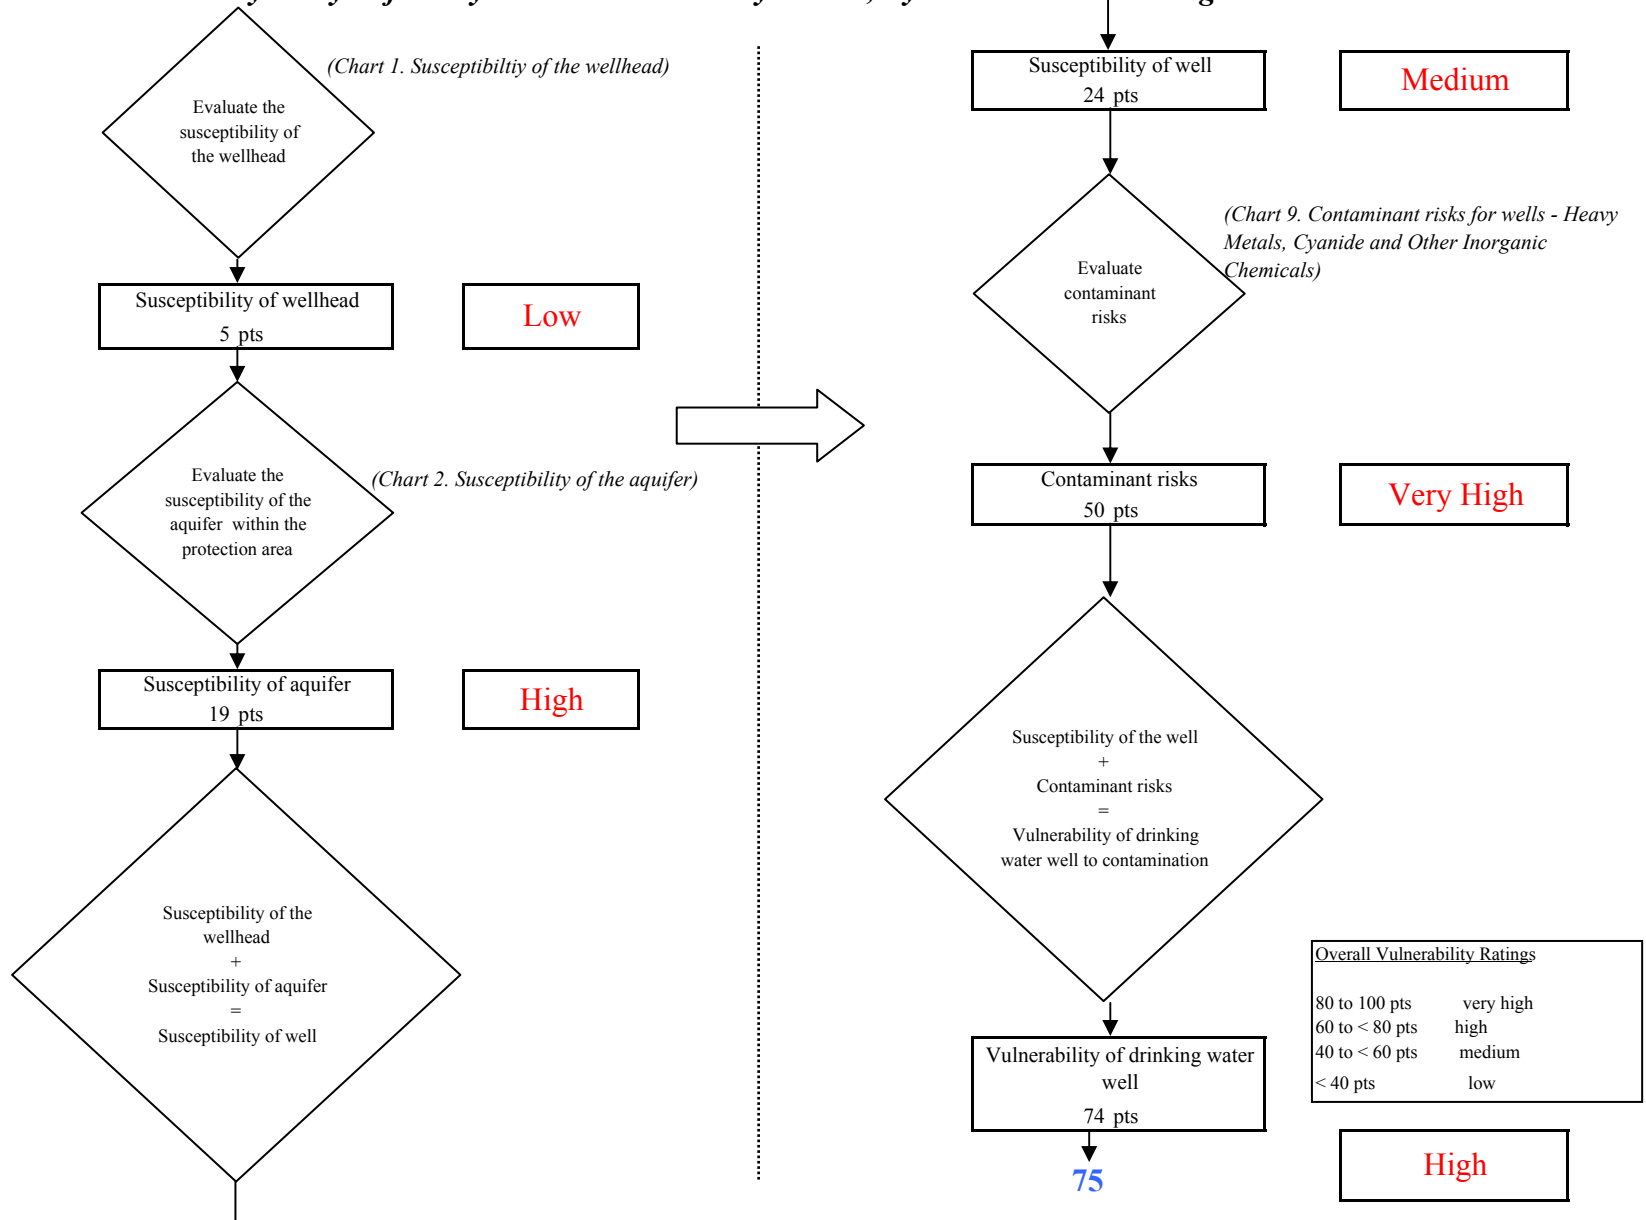 (Chart 1. Susceptibiltiy of the wellhead)
Evaluate the
susceptibility of
the wellhead
Susceptibility of wellhead
5 pts
Low
Evaluate the
susceptibility of the
aquifer within the
protection area
(Chart 2. Susceptibility of the aquifer)
Susceptibility of aquifer
19 pts
High
Susceptibility of the
wellhead
+
Susceptibility of aquifer
=
Susceptibility of well
Susceptibility of well
24 pts
Medium
(Chart 9. Contaminant risks for wells - Heavy
Metals, Cyanide and Other Inorganic
Chemicals)
Evaluate
contaminant
risks
Contaminant risks
50 pts
Very High
Susceptibility of the well
+
Contaminant risks
=
Vulnerability of drinking
water well to contamination
Overall Vulnerability Ratings
80 to 100 pts very high
60 to < 80 pts high
40 to < 60 pts medium
< 40 pts low
Vulnerability of drinking water
well
74 pts
75
High